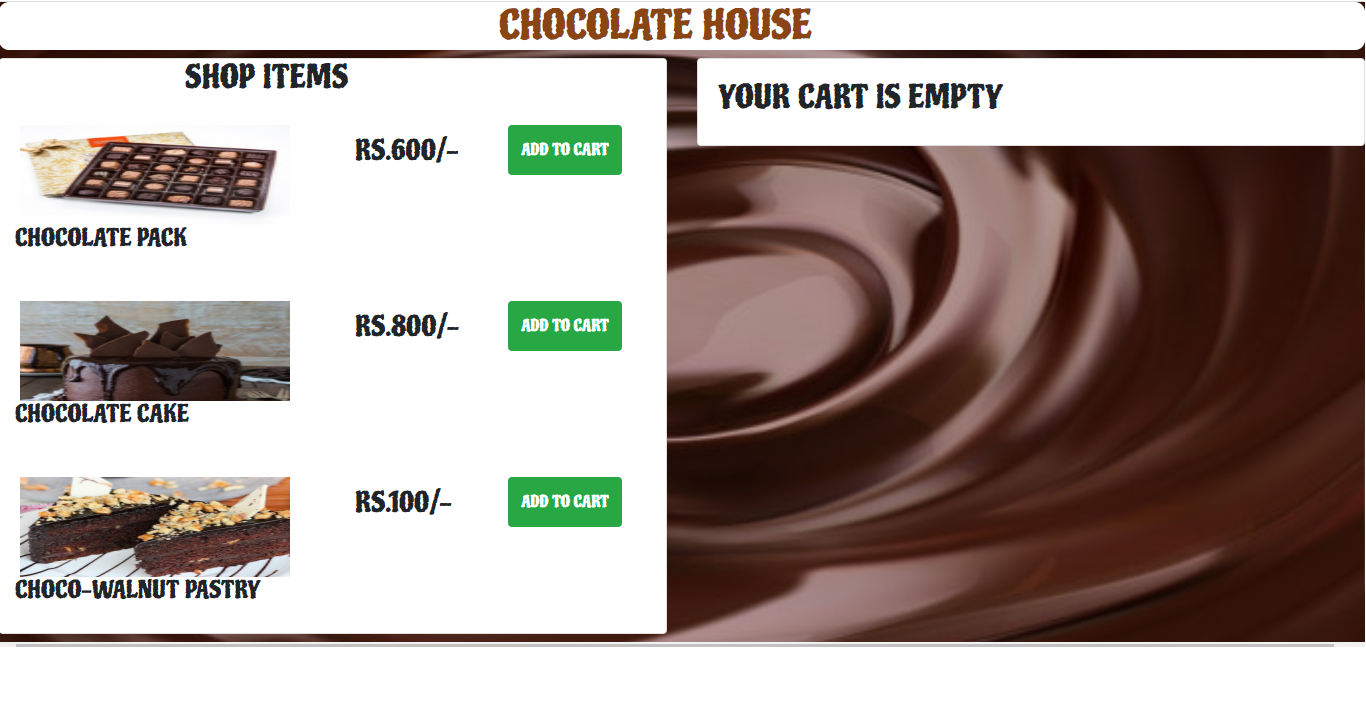 CHOCOLATE HOUSE
SHOP ITEMS
YOUR CART IS EMPTY
RS.600/-
ADD TO CART
CHOCOLATE PACK
RS.800/-
ADD TO CART
CHOCOLATE CAKE
RS.100/-
ADD TO CART
CHOCO-WALNUT PASTRY